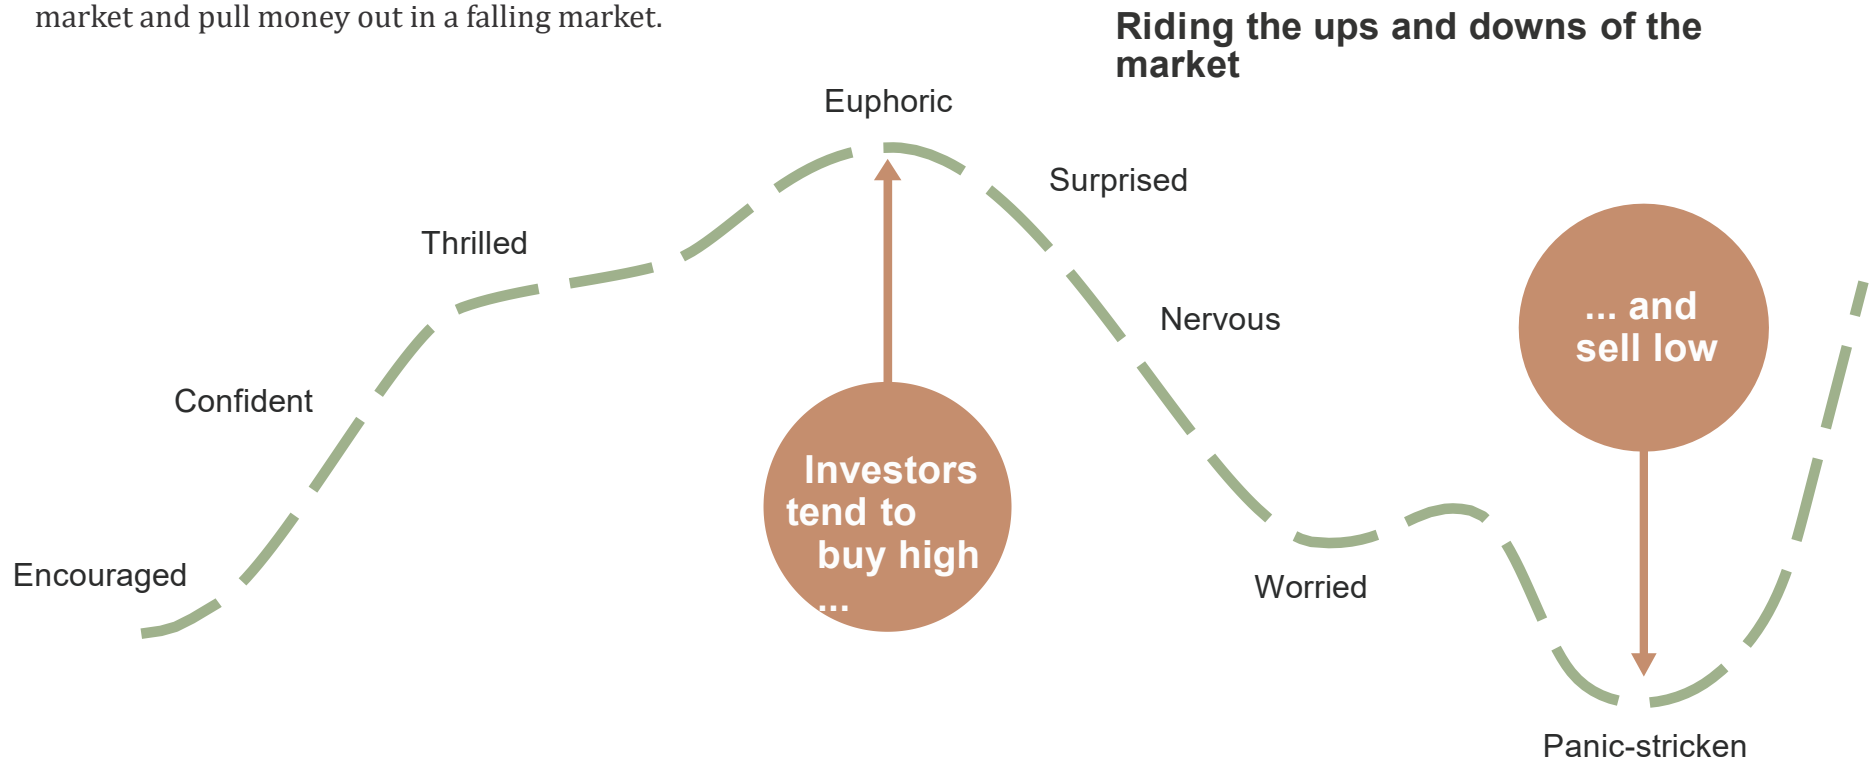 market and pull money out in a falling market.
Riding the ups and downs of the
market
Euphoric
Surprised
Thrilled
Nervous
... and
sell low
Confident
Investors
tend to
buy high
...
Encouraged
Worried
Panic-stricken